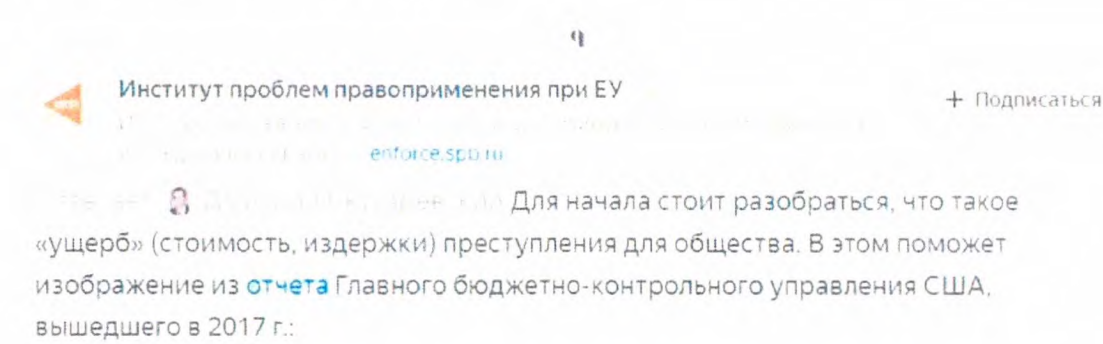 Институт проблем правоприменения при ЕУ
+ Подписаться
enforce.spb.ru
Для начала стоит разобраться, что такое
«ущерб» (стоимость, издержки) преступления для общества. В этом поможет
изображение из отчета Главного бюджетно-контрольного управления США,
вышедшего в 2017 г.: